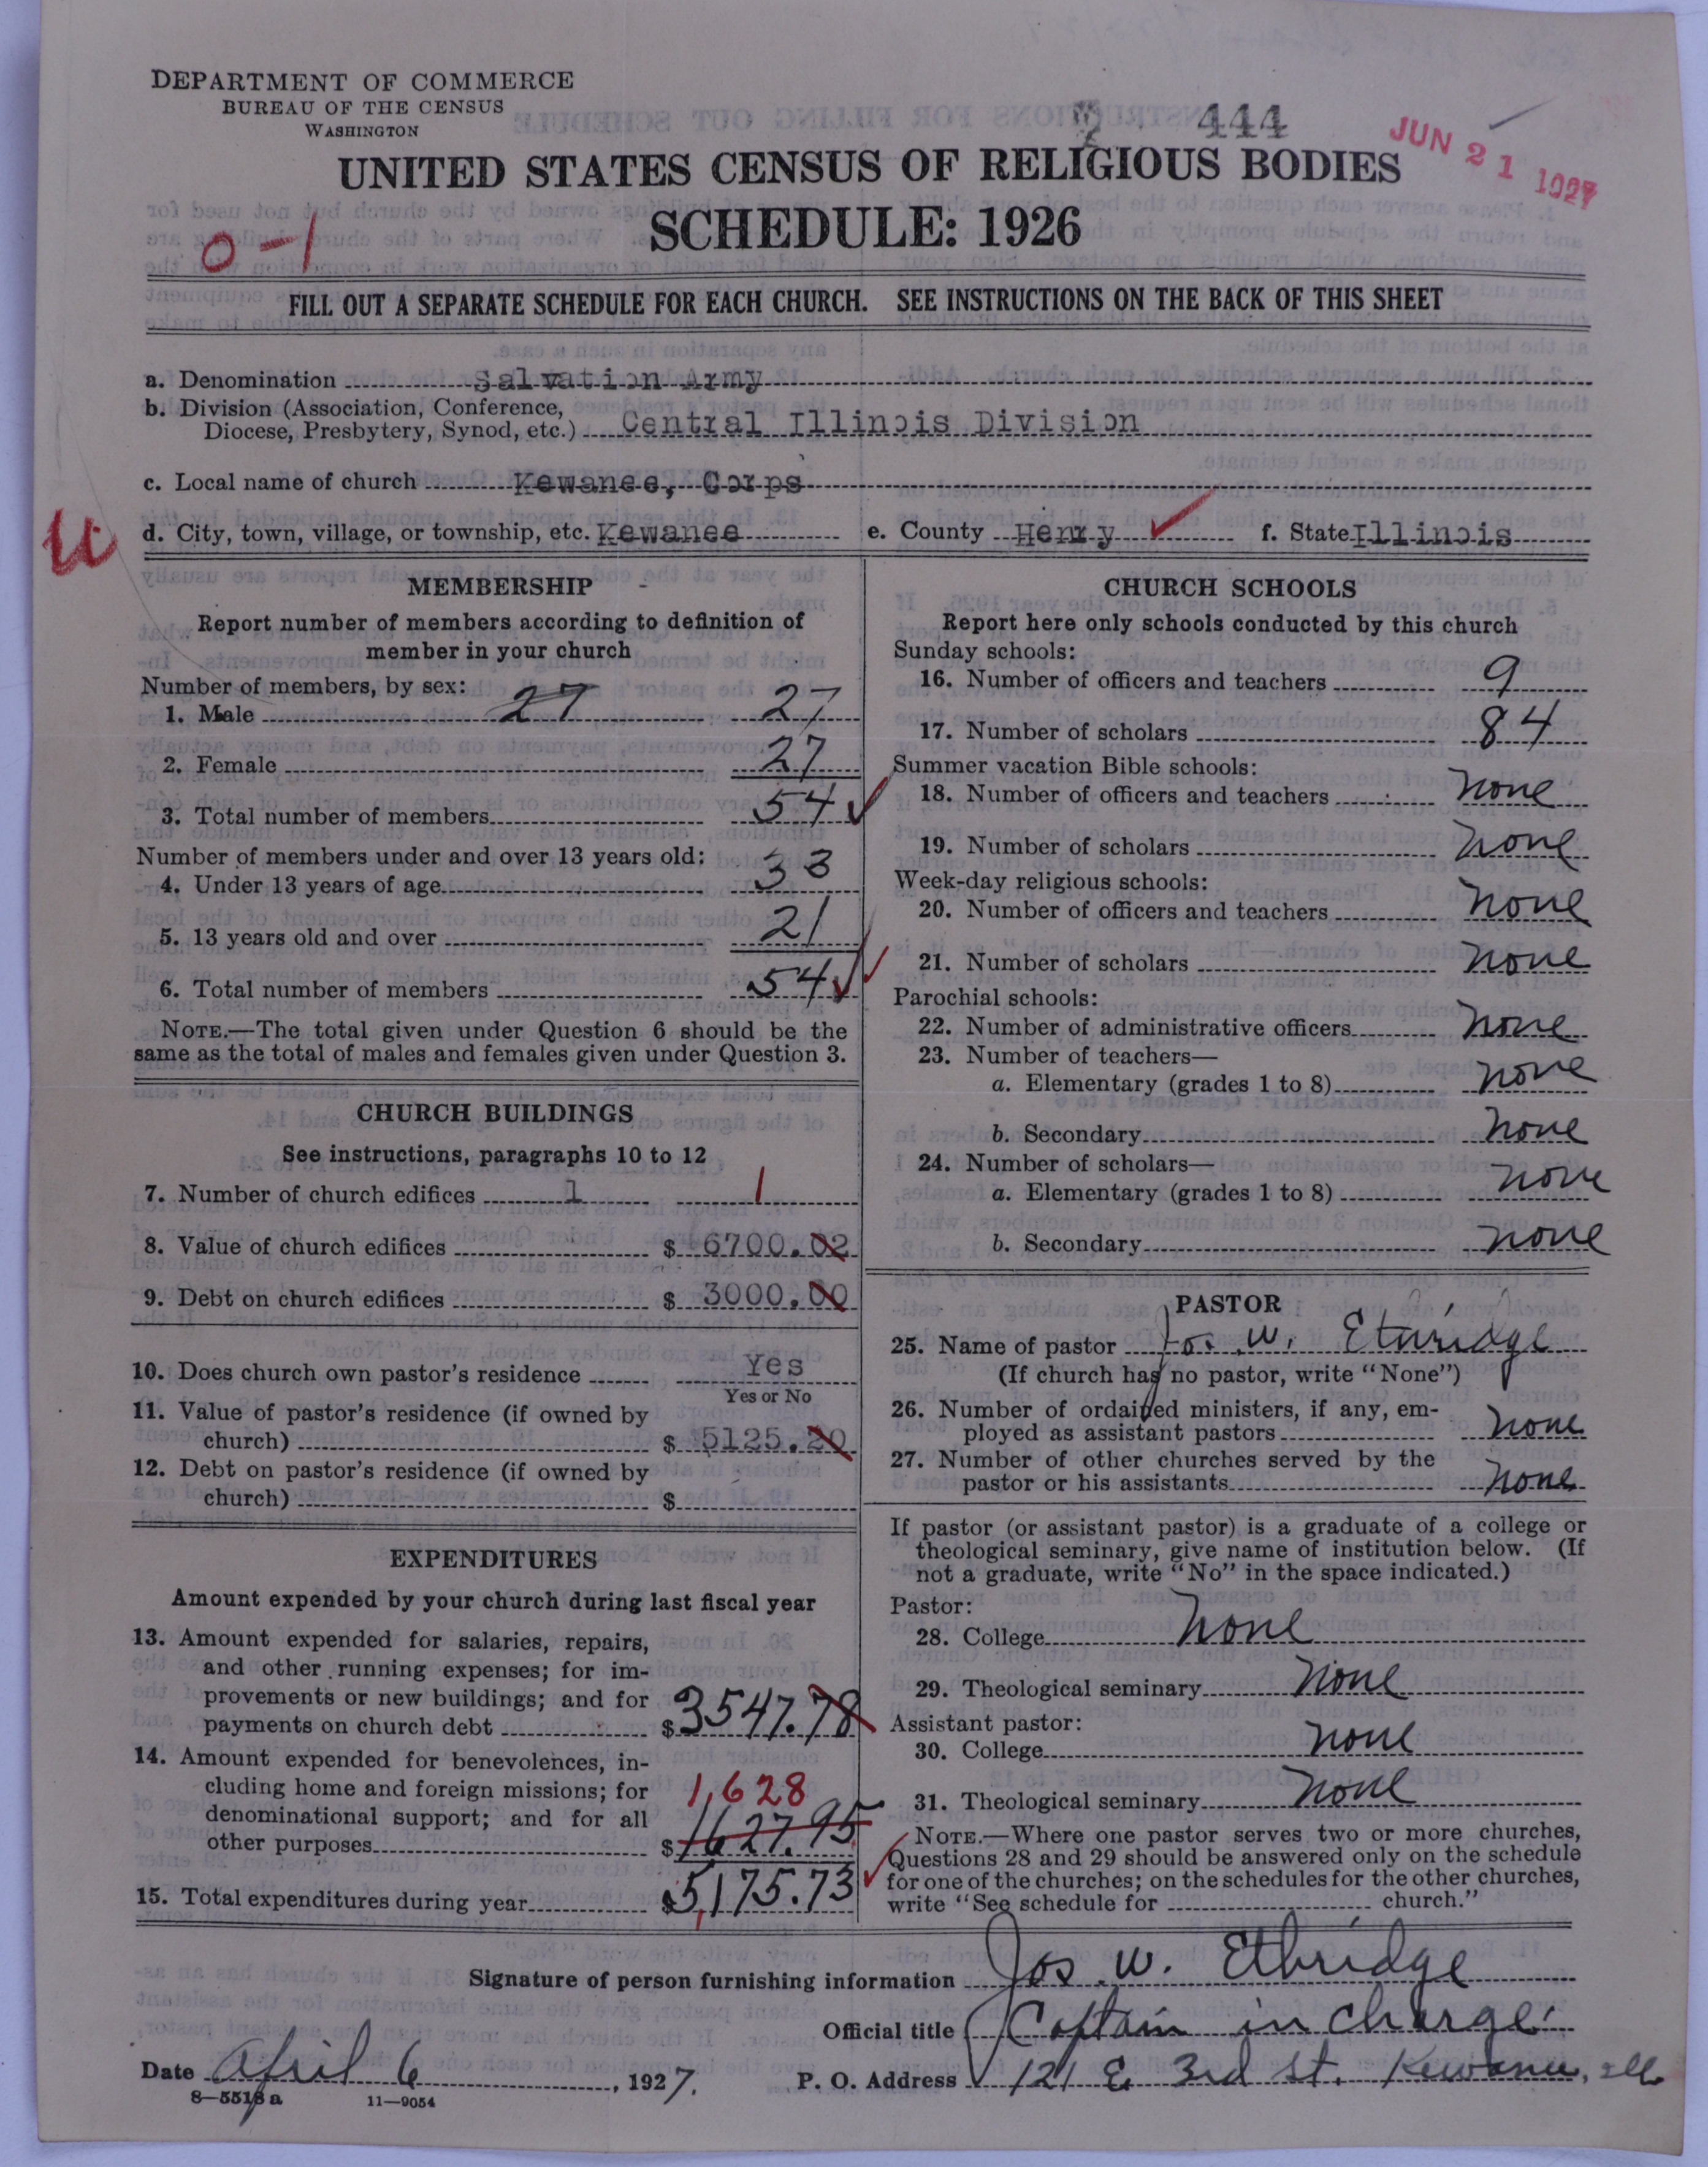 DEPARTMENT OF COMMERCE
BUREAU OF THE CENSUS
WASHINGTON
2 444
JUN 21 1927
UNITED STATES CENSUS OF RELIGIOUS BODIES
SCHEDULE: 1926
0-1
FILL OUT A SEPARATE SCHEDULE FOR EACH CHURCH. SEE INSTRUCTIONS ON THE BACK OF THIS SHEET
a. Denomination Salvation Army
b. Division (Association, Conference,
Diocese, Presbytery, Synod, etc.) Central Illinois Division
c. Local name of church Kewanee, Corps
d. City, town, village, or township, etc. Kewanee e. County Henry f. State Illinois
MEMBERSHIP
Report number of members according to definition of
member in your church
Number of members, by sex:
1. Male 27 27
2. Female 27
3. Total number of members 54
Number of members under and over 13 years old:
4. Under 13 years of age 33
5. 13 years old and over 21
6. Total number of members 54
NOTE.—The total given under Question 6 should be the
same as the total of males and females given under Question 3.
CHURCH BUILDINGS
See instructions, paragraphs 10 to 12
7. Number of church edifices 1 1
8. Value of church edifices $ 6700.02
9. Debt on church edifices $ 3000.00
10. Does church own pastor's residence Yes
Yes or No
11. Value of pastor's residence (if owned by
church) $ 5125.20
12. Debt on pastor's residence (if owned by
church) $
EXPENDITURES
Amount expended by your church during last fiscal year
13. Amount expended for salaries, repairs,
and other running expenses; for im-
provements or new buildings; and for
payments on church debt $ 3547.78
14. Amount expended for benevolences, in-
cluding home and foreign missions; for 1,628
denominational support; and for all
other purposes $ 1627.95
15. Total expenditures during year $ 5,175.73
CHURCH SCHOOLS
Report here only schools conducted by this church
Sunday schools:
16. Number of officers and teachers 9
17. Number of scholars 84
Summer vacation Bible schools:
18. Number of officers and teachers none
19. Number of scholars none
Week-day religious schools:
20. Number of officers and teachers none
21. Number of scholars none
Parochial schools:
22. Number of administrative officers none
23. Number of teachers—
a. Elementary (grades 1 to 8) none
b. Secondary none
24. Number of scholars—
a. Elementary (grades 1 to 8) none
b. Secondary none
PASTOR
25. Name of pastor Jos. W. Ethridge
(If church has no pastor, write "None")
26. Number of ordained ministers, if any, em-
ployed as assistant pastors none
27. Number of other churches served by the
pastor or his assistants none
If pastor (or assistant pastor) is a graduate of a college or
theological seminary, give name of institution below. (If
not a graduate, write "No" in the space indicated.)
Pastor:
28. College none
29. Theological seminary none
Assistant pastor:
30. College none
31. Theological seminary none
NOTE.—Where one pastor serves two or more churches,
Questions 28 and 29 should be answered only on the schedule
for one of the churches; on the schedules for the other churches,
write "See schedule for church."
Signature of person furnishing information Jos. W. Ethridge
Official title Captain in charge
Date April 6, 1927. P. O. Address 121 E 3rd St. Kewanee, Ill
8—5518a 11—9054